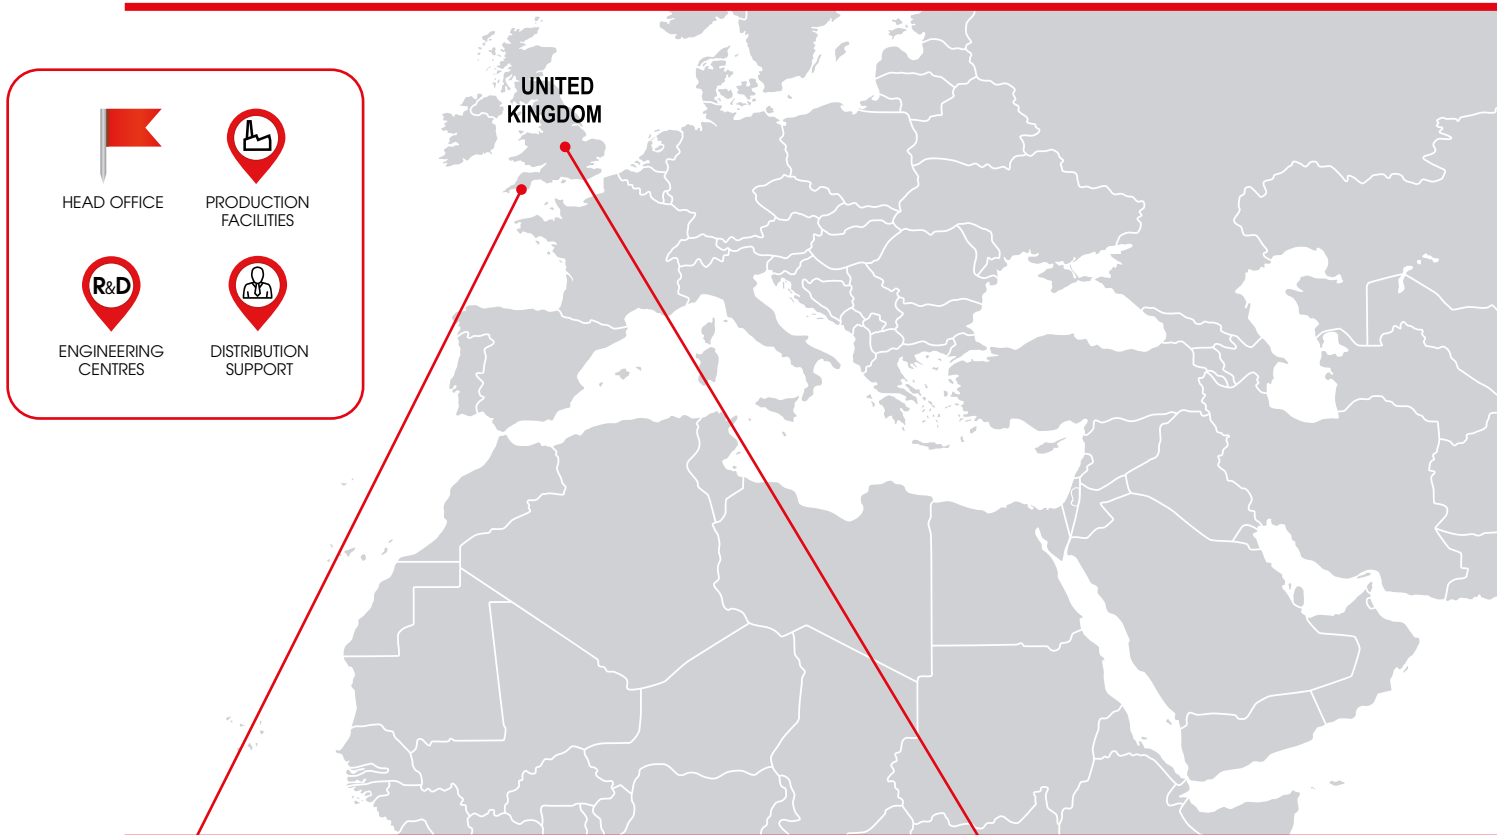 UNITED
KINGDOM
HEAD OFFICE
PRODUCTION
FACILITIES
R&D
ENGINEERING
CENTRES
DISTRIBUTION
SUPPORT